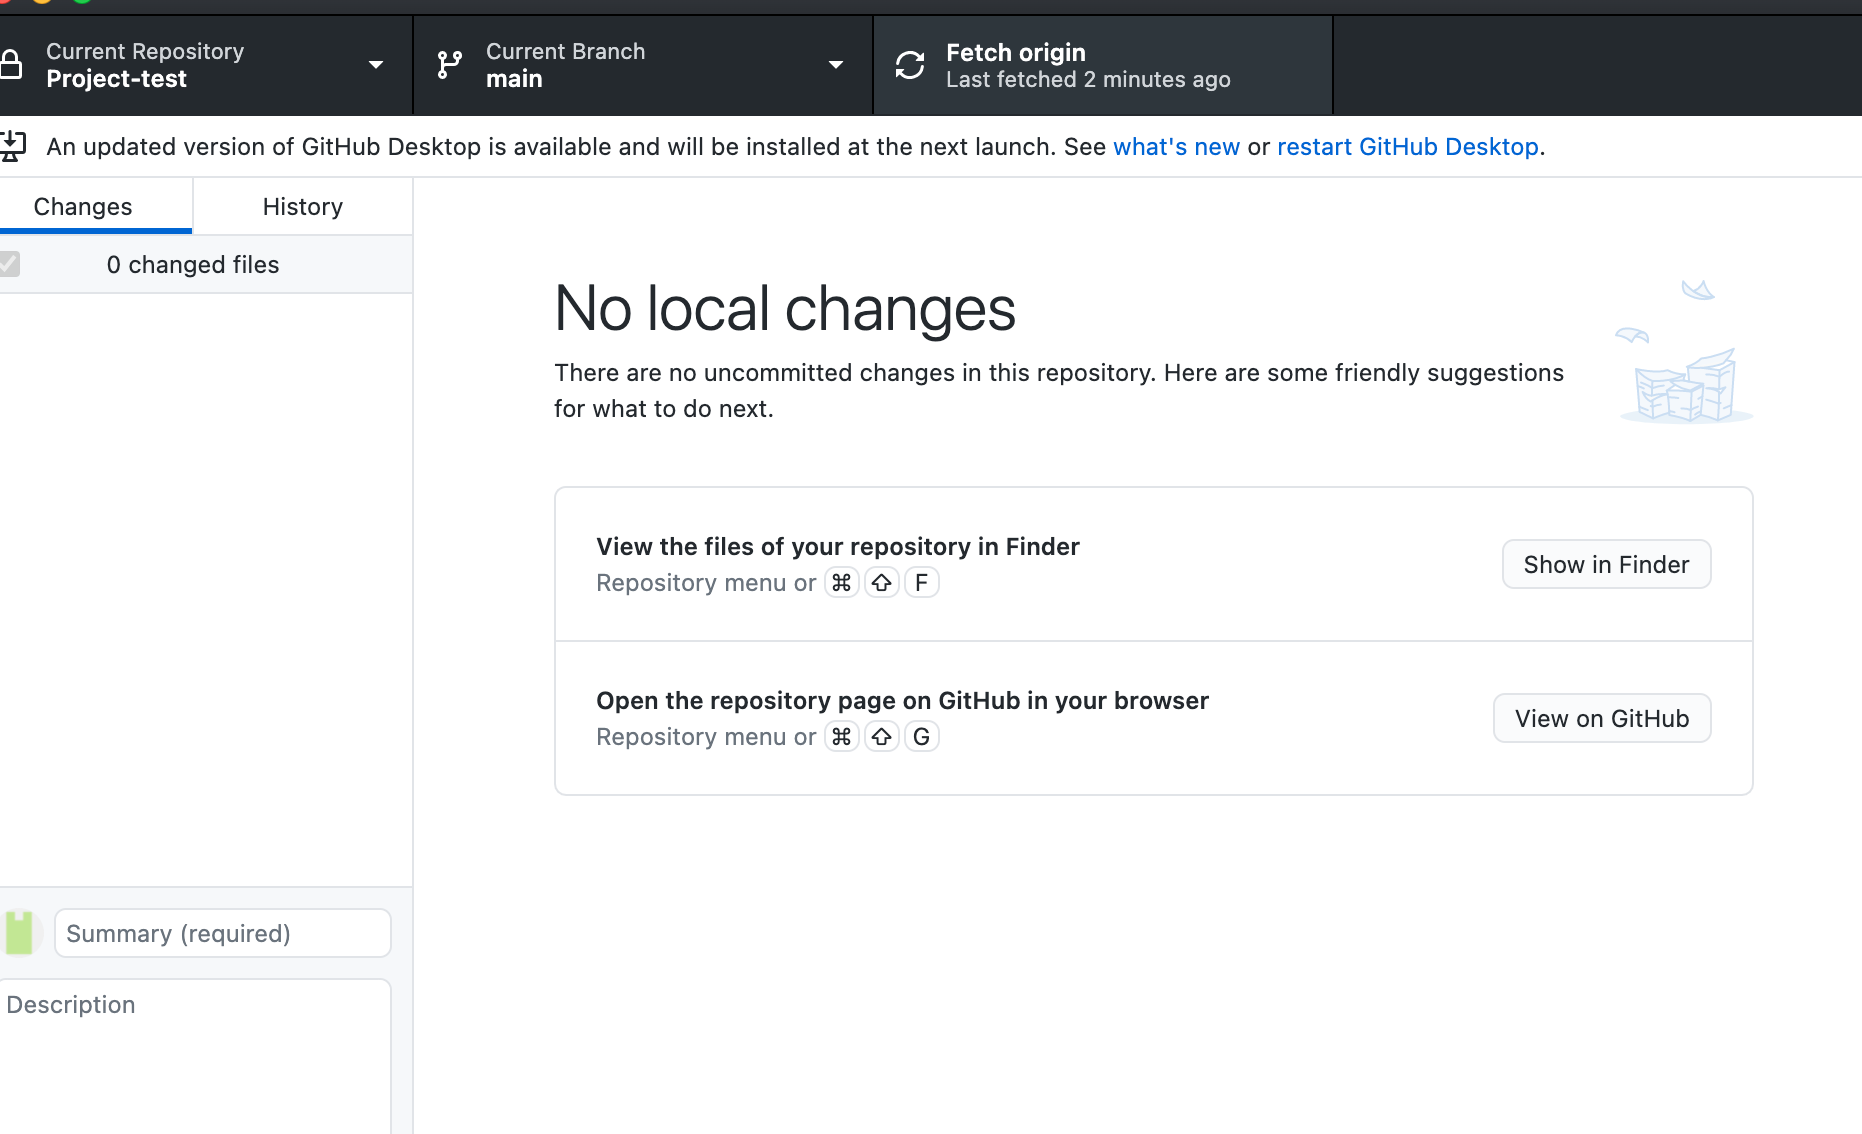 Current Repository
Project-test
Current Branch
main
Fetch origin
Last fetched 2 minutes ago
An updated version of GitHub Desktop is available and will be installed at the next launch. See what's new or restart GitHub Desktop.
Changes
History
0 changed files
No local changes
There are no uncommitted changes in this repository. Here are some friendly suggestions
for what to do next.
View the files of your repository in Finder
Repository menu or ⌘ ⇧ F
Show in Finder
Open the repository page on GitHub in your browser
Repository menu or ⌘ ⇧ G
View on GitHub
Summary (required)
Description